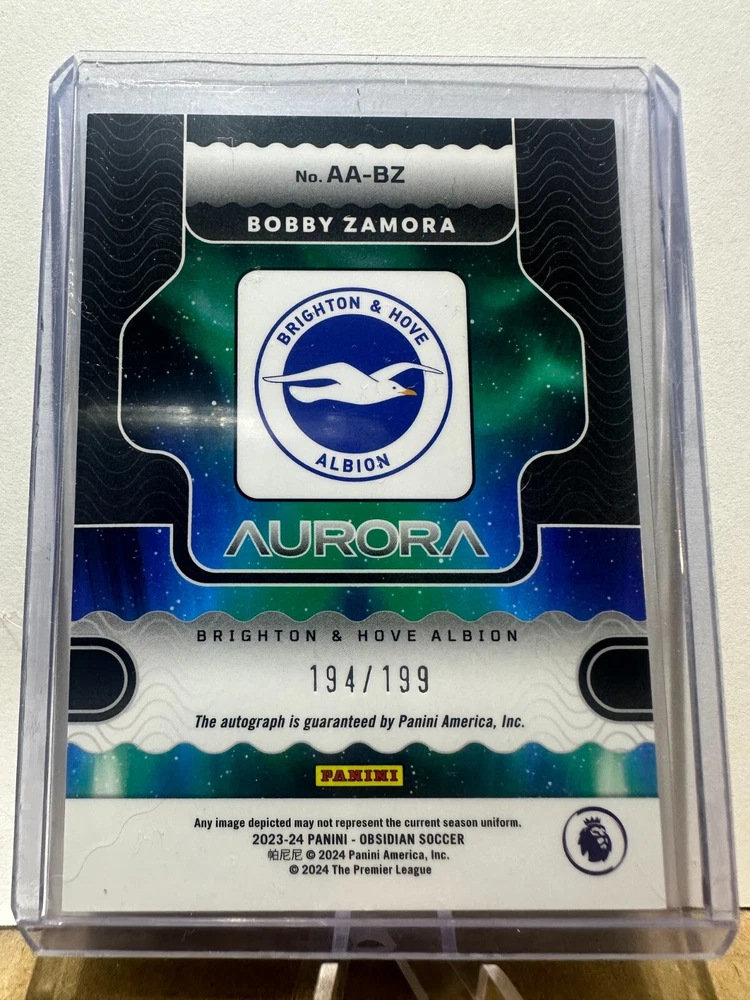 No. AA-BZ
BOBBY ZAMORA
BRIGHTON & HOVE
ALBION
AURORA
BRIGHTON & HOVE ALBION
194/199
The autograph is guaranteed by Panini America, Inc.
PANINI
Any image depicted may not represent the current season uniform.
2023-24 PANINI - OBSIDIAN SOCCER
帕尼尼 © 2024 Panini America, Inc.
© 2024 The Premier League